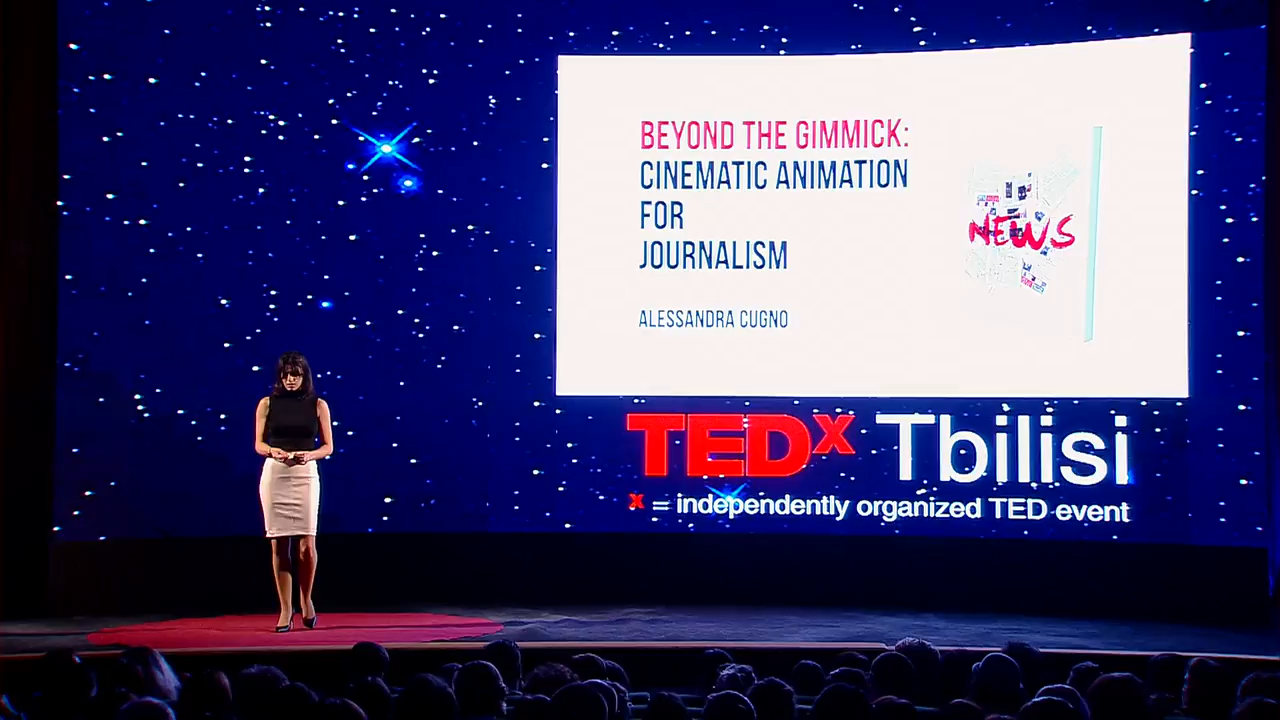 BEYOND THE GIMMICK:
CINEMATIC ANIMATION
FOR
JOURNALISM
ALESSANDRA CUGNO
NEWS
TEDx Tbilisi
x = independently organized TED event